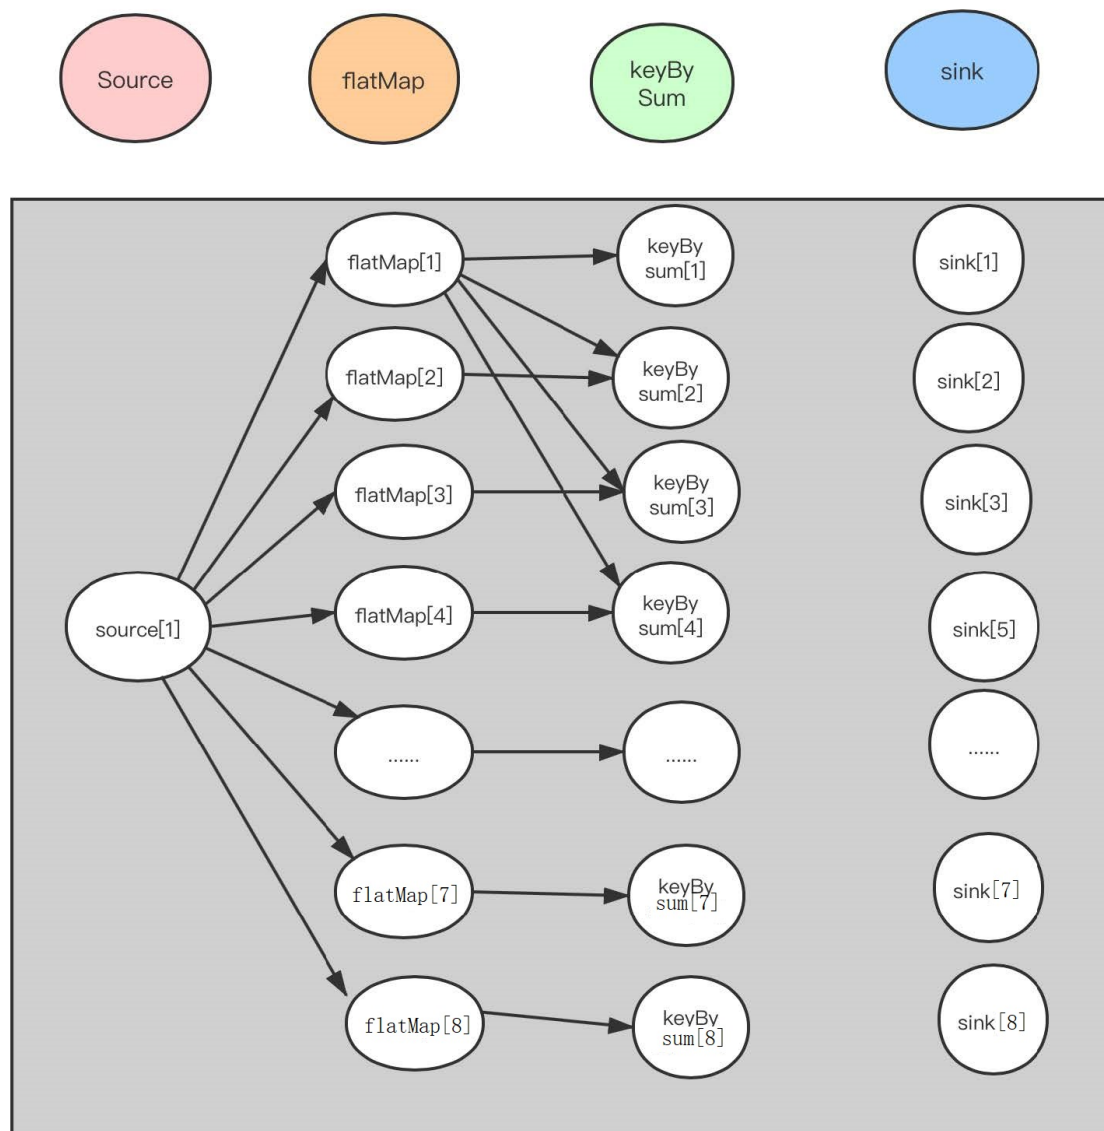 Source
flatMap
keyBy
Sum
sink
flatMap[1]
keyBy
sum[1]
sink[1]
flatMap[2]
keyBy
sum[2]
sink[2]
flatMap[3]
keyBy
sum[3]
sink[3]
source[1]
flatMap[4]
keyBy
sum[4]
sink[5]
......
......
......
flatMap[7]
keyBy
sum[7]
sink[7]
flatMap[8]
keyBy
sum[8]
sink[8]